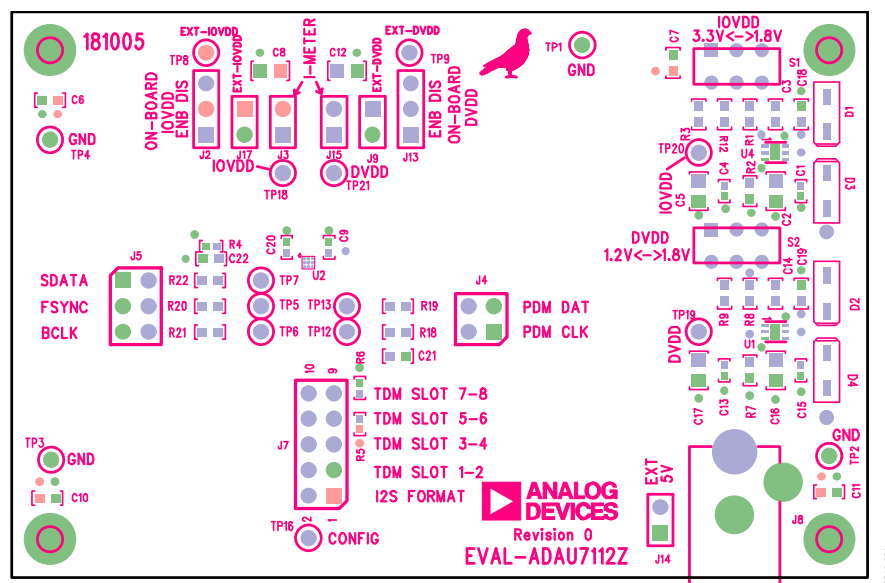 181005
EXT-IOVDD
TP8
EXT-IOVDD
C8
I-METER
C12
EXT-DVDD
EXT-DVDD
TP9
TP1
GND
C7
IOVDD
3.3V<->1.8V
S1
C3
C18
C6
GND
TP4
ON-BOARD
IOVDD
ENB DIS
J2
J17
J3
J15
J9
J13
ENB DIS
ON-BOARD
DVDD
IOVDD
TP18
DVDD
TP21
R3
R12
R1
U4
D1
TP20
IOVDD
C5
C4
R2
C2
C1
D3
DVDD
1.2V<->1.8V
S2
C14
C19
J5
R4
C22
C20
C9
U2
SDATA
FSYNC
BCLK
R22
R20
R21
TP7
TP5
TP6
TP13
TP12
R19
R18
C21
J4
PDM DAT
PDM CLK
TP19
DVDD
R9
R8
U1
D2
C17
C13
R7
C16
C15
D4
10
9
R6
R5
J7
TDM SLOT 7-8
TDM SLOT 5-6
TDM SLOT 3-4
TDM SLOT 1-2
I2S FORMAT
2
1
TP16
CONFIG
TP3
GND
C10
ANALOG
DEVICES
Revision 0
EVAL-ADAU7112Z
EXT
5V
J14
GND
TP2
C11
J8